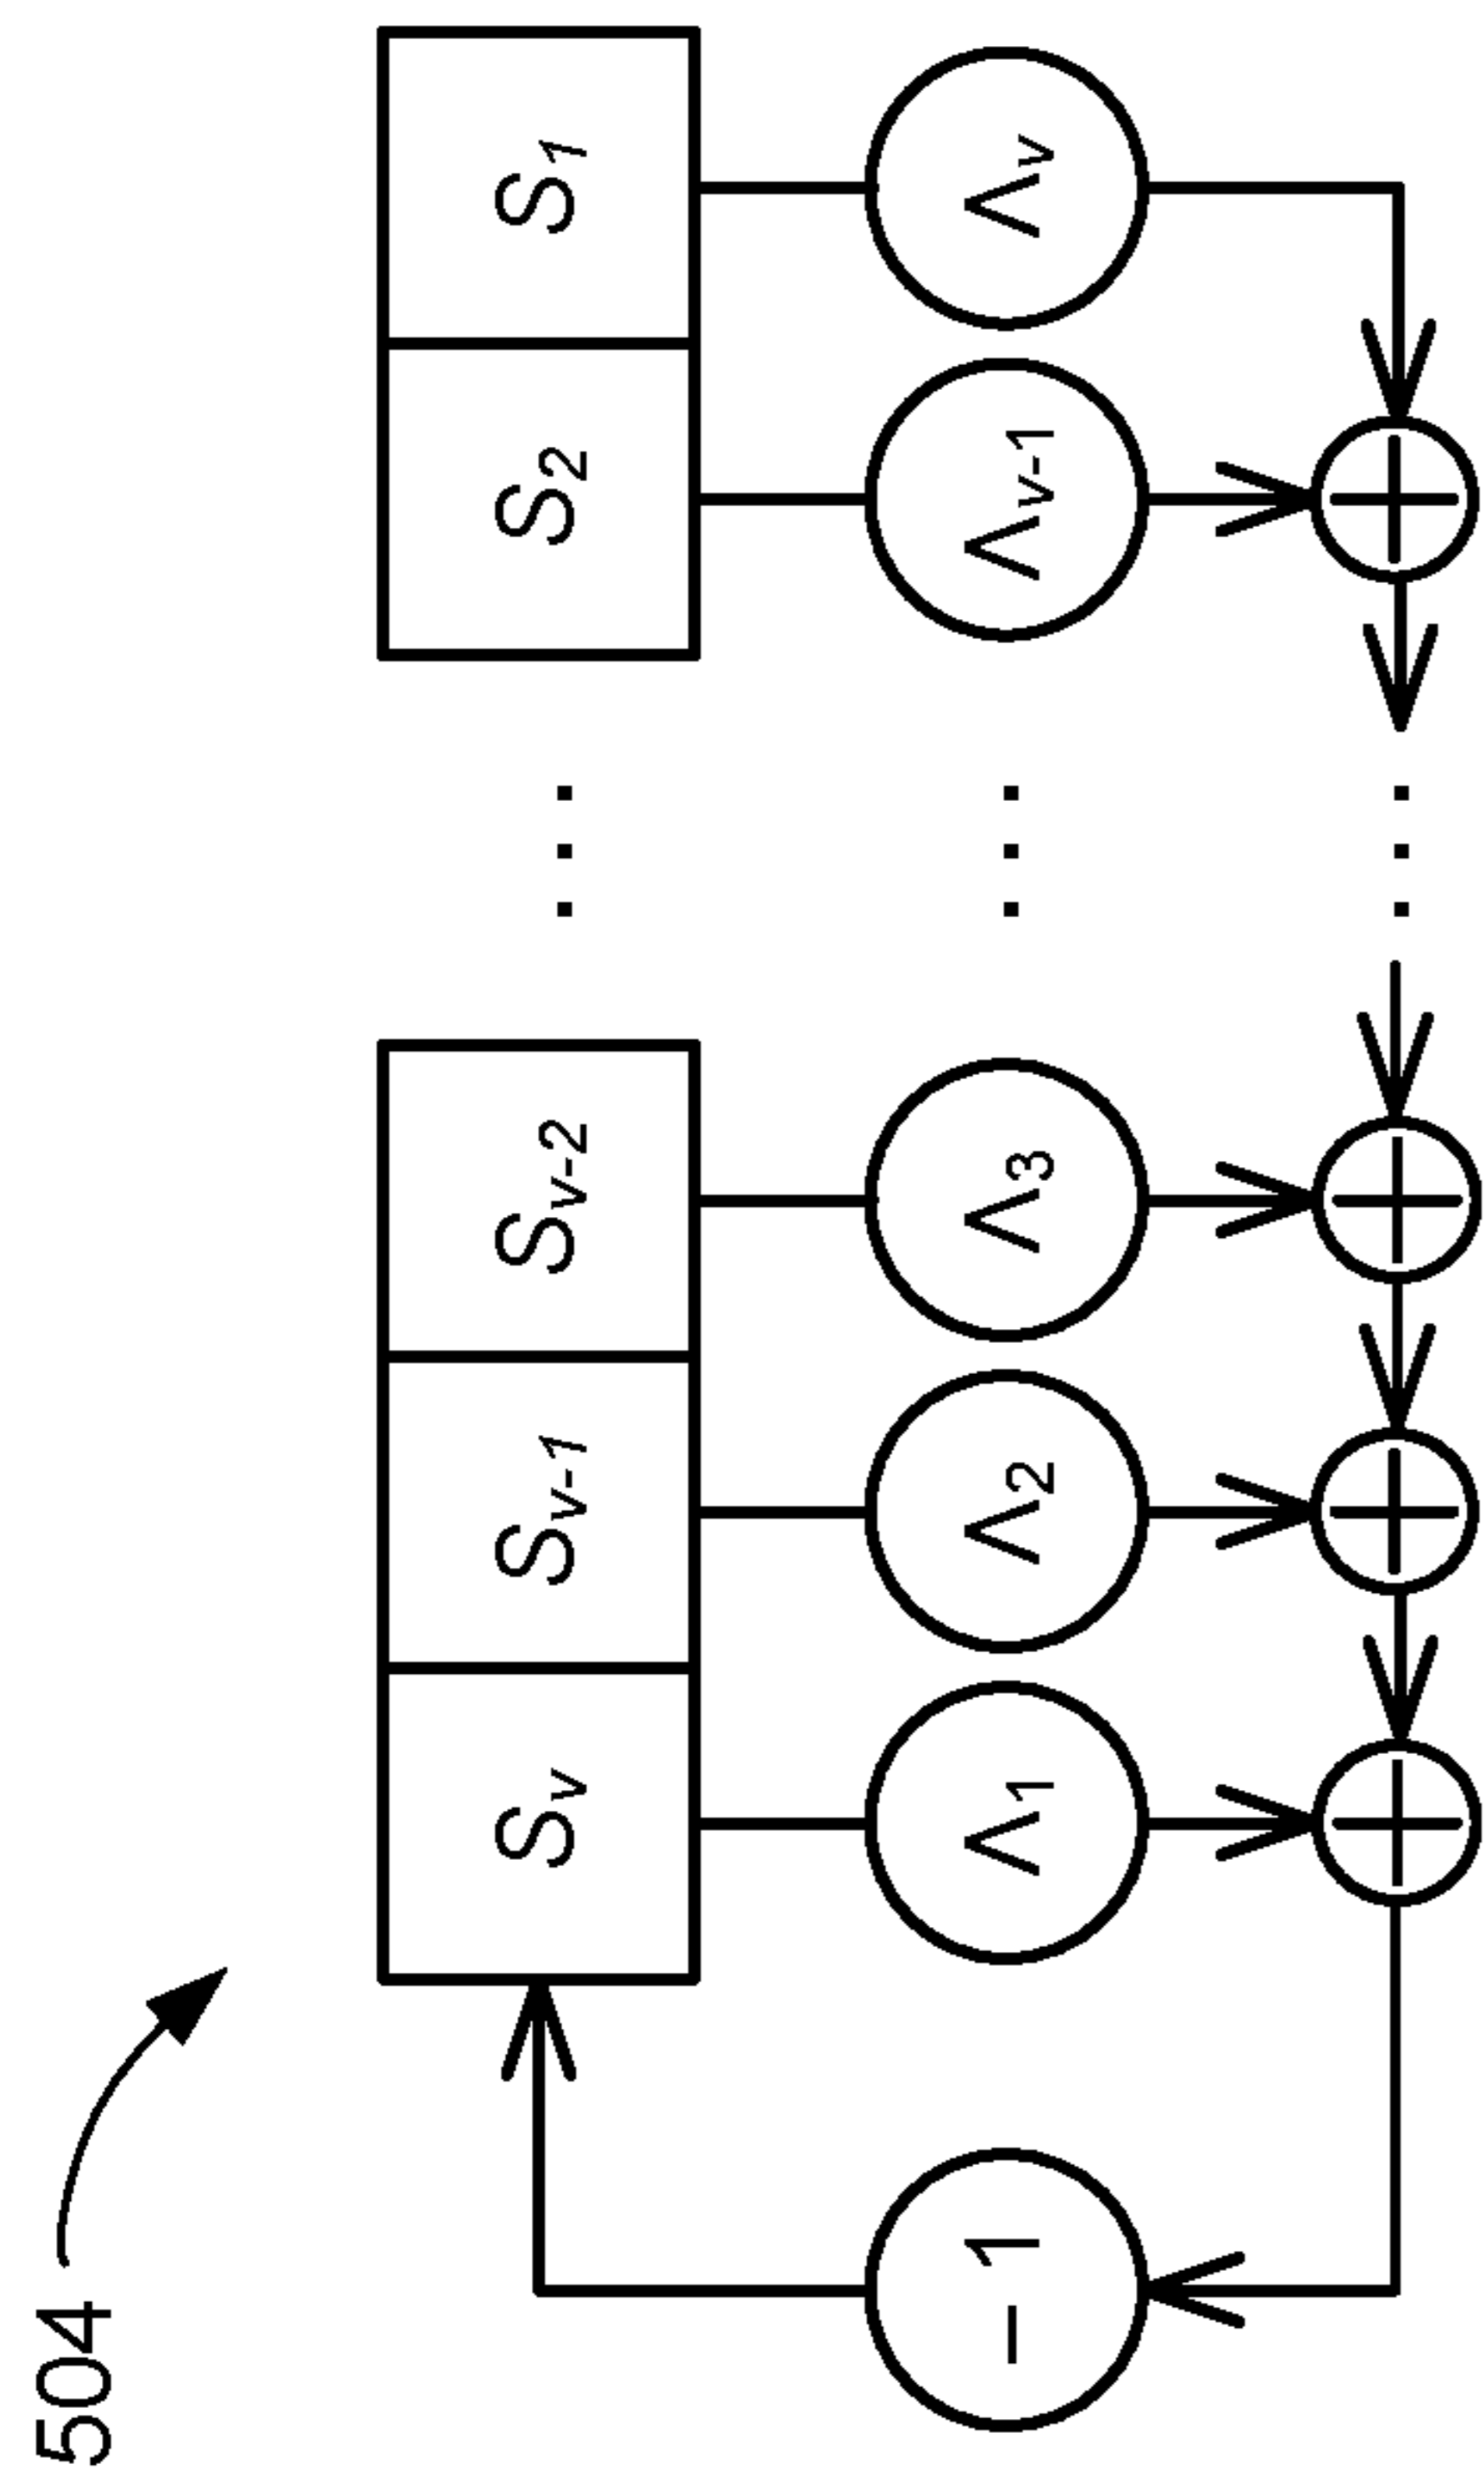 504
Sv Sv-1 Sv-2 . . . S2 S1
− 1 Λ1 Λ2 Λ3 . . . Λv-1 Λv
+ + + . . . +